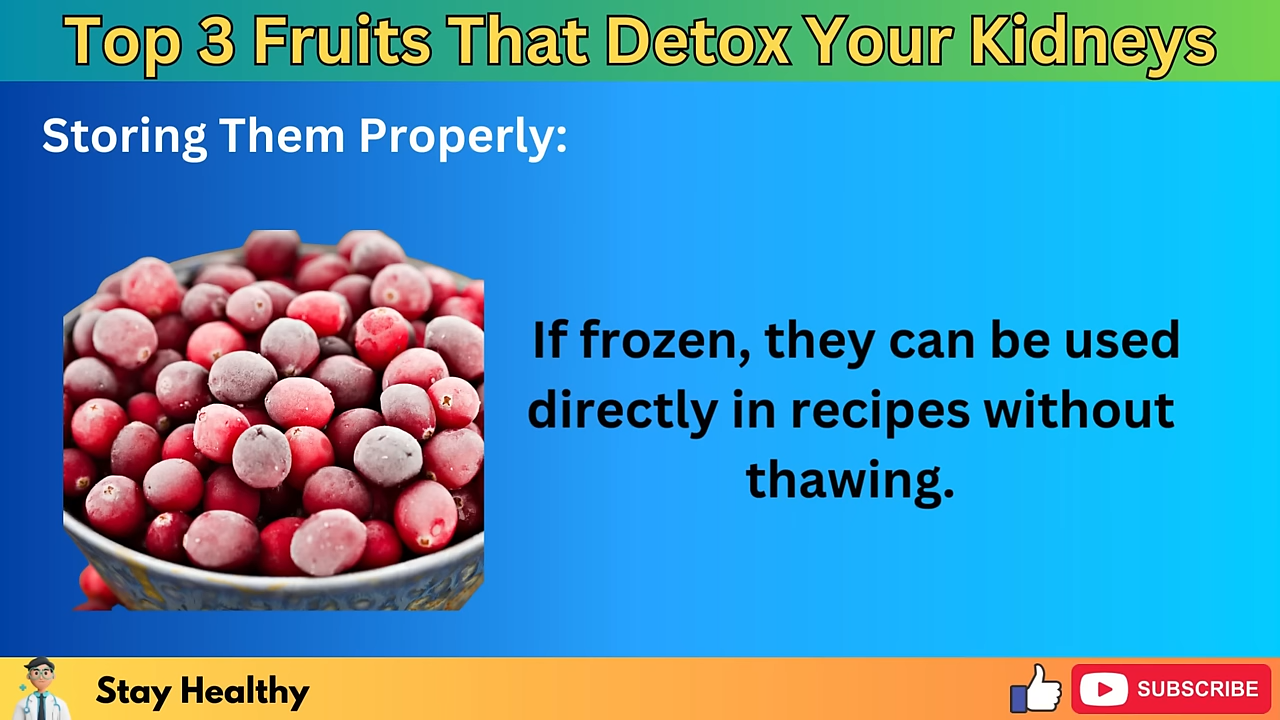 Top 3 Fruits That Detox Your Kidneys
Storing Them Properly:
If frozen, they can be used
directly in recipes without
thawing.
Stay Healthy
SUBSCRIBE